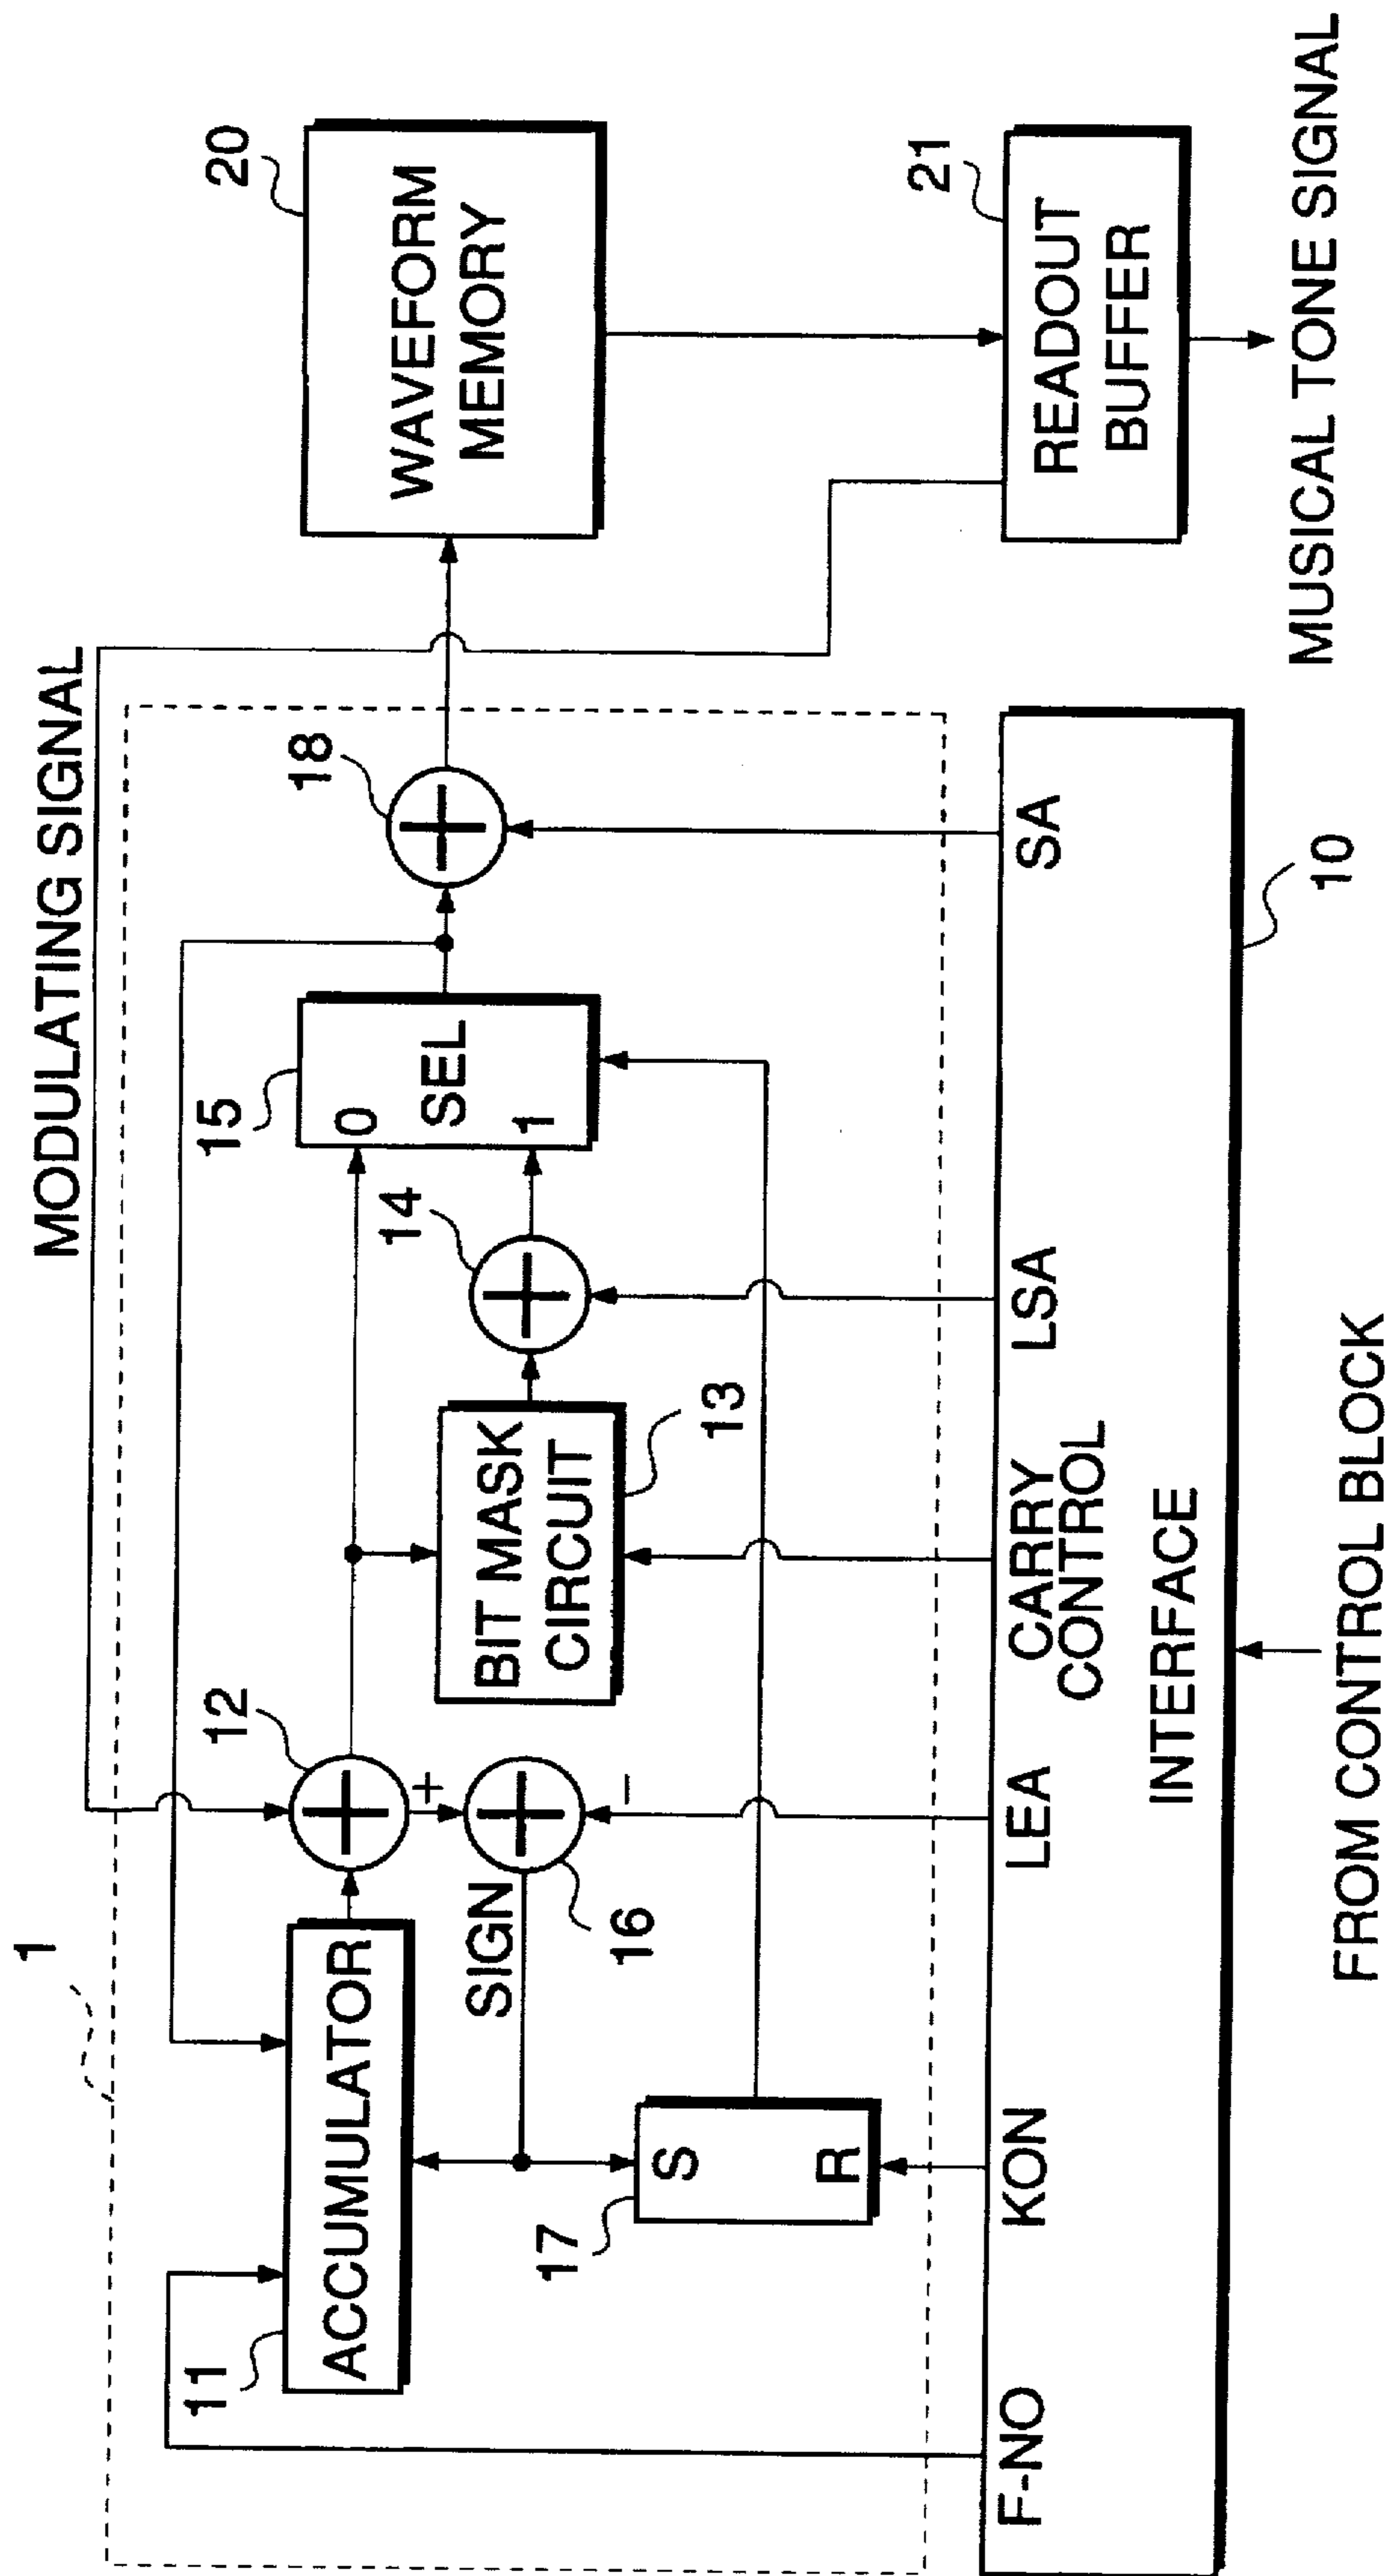 1
MODULATING SIGNAL
11
ACCUMULATOR
12
SIGN
+
−
16
BIT MASK
CIRCUIT
13
14
15
0
SEL
1
18
20
WAVEFORM
MEMORY
17
S
R
21
READOUT
BUFFER
F-NO
KON
LEA
CARRY
CONTROL
LSA
SA
INTERFACE
10
FROM CONTROL BLOCK
MUSICAL TONE SIGNAL